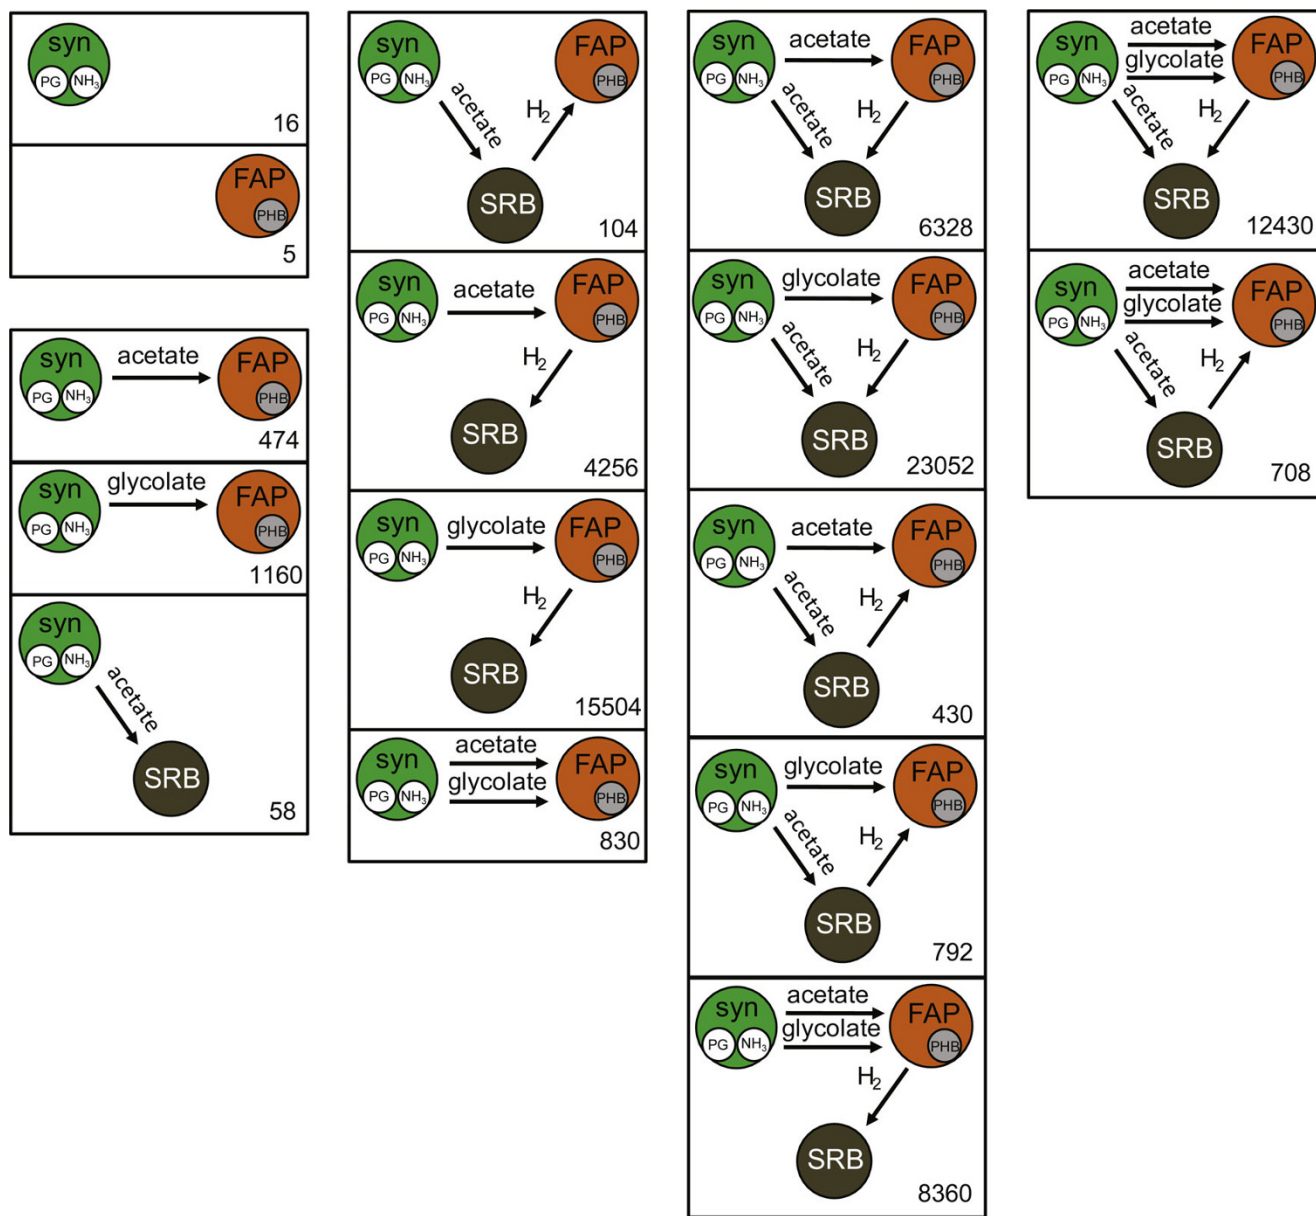 syn
PG NH₃
16
FAP
PHB
5
syn acetate FAP
PG NH₃ PHB
474
syn glycolate FAP
PG NH₃ PHB
1160
syn
PG NH₃
acetate
SRB
58
syn FAP
PG NH₃ PHB
acetate H₂
SRB
104
syn acetate FAP
PG NH₃ PHB
H₂
SRB
4256
syn glycolate FAP
PG NH₃ PHB
H₂
SRB
15504
syn acetate FAP
glycolate
PG NH₃ PHB
830
syn acetate FAP
PG NH₃ PHB
acetate H₂
SRB
6328
syn glycolate FAP
PG NH₃ PHB
acetate H₂
SRB
23052
syn acetate FAP
PG NH₃ PHB
acetate H₂
SRB
430
syn glycolate FAP
PG NH₃ PHB
acetate H₂
SRB
792
syn acetate FAP
glycolate
PG NH₃ PHB
H₂
SRB
8360
syn acetate FAP
glycolate
PG NH₃ PHB
acetate H₂
SRB
12430
syn acetate FAP
glycolate
PG NH₃ PHB
acetate H₂
SRB
708